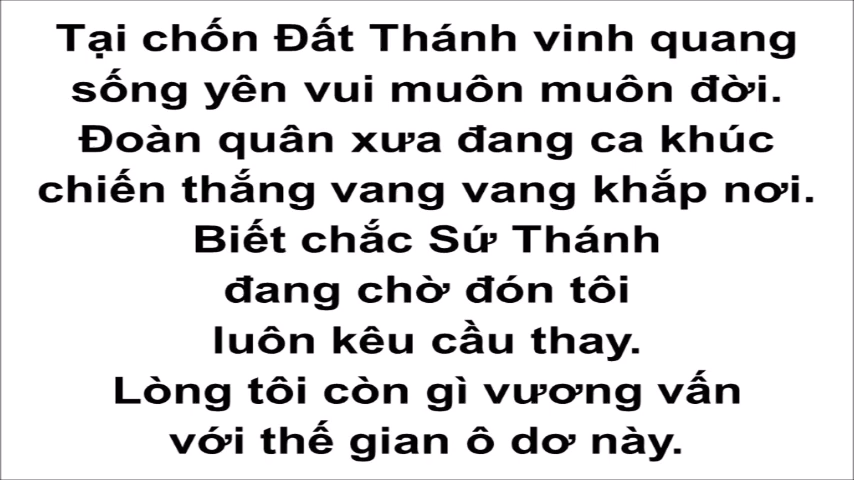 Tại chốn Đất Thánh vinh quang
sống yên vui muôn muôn đời.
Đoàn quân xưa đang ca khúc
chiến thắng vang vang khắp nơi.
Biết chắc Sứ Thánh
đang chờ đón tôi
luôn kêu cầu thay.
Lòng tôi còn gì vương vấn
với thế gian ô dơ này.